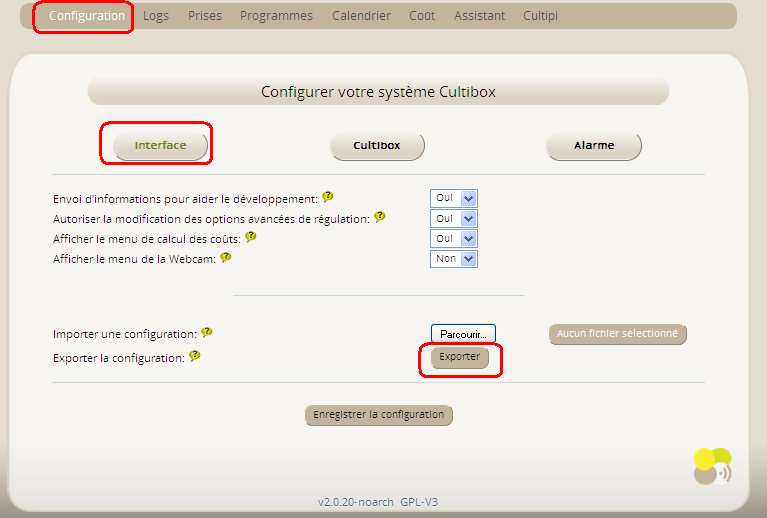 Configuration Logs Prises Programmes Calendrier Coût Assistant Cultipi
Configurer votre système Cultibox
Interface Cultibox Alarme
Envoi d'informations pour aider le développement: ? Oui
Autoriser la modification des options avancées de régulation: ? Oui
Afficher le menu de calcul des coûts: ? Oui
Afficher le menu de la Webcam: ? Non
Importer une configuration: ? Parcourir... Aucun fichier selectionné
Exporter la configuration: ? Exporter
Enregistrer la configuration
v2.0.20-noarch GPL-V3